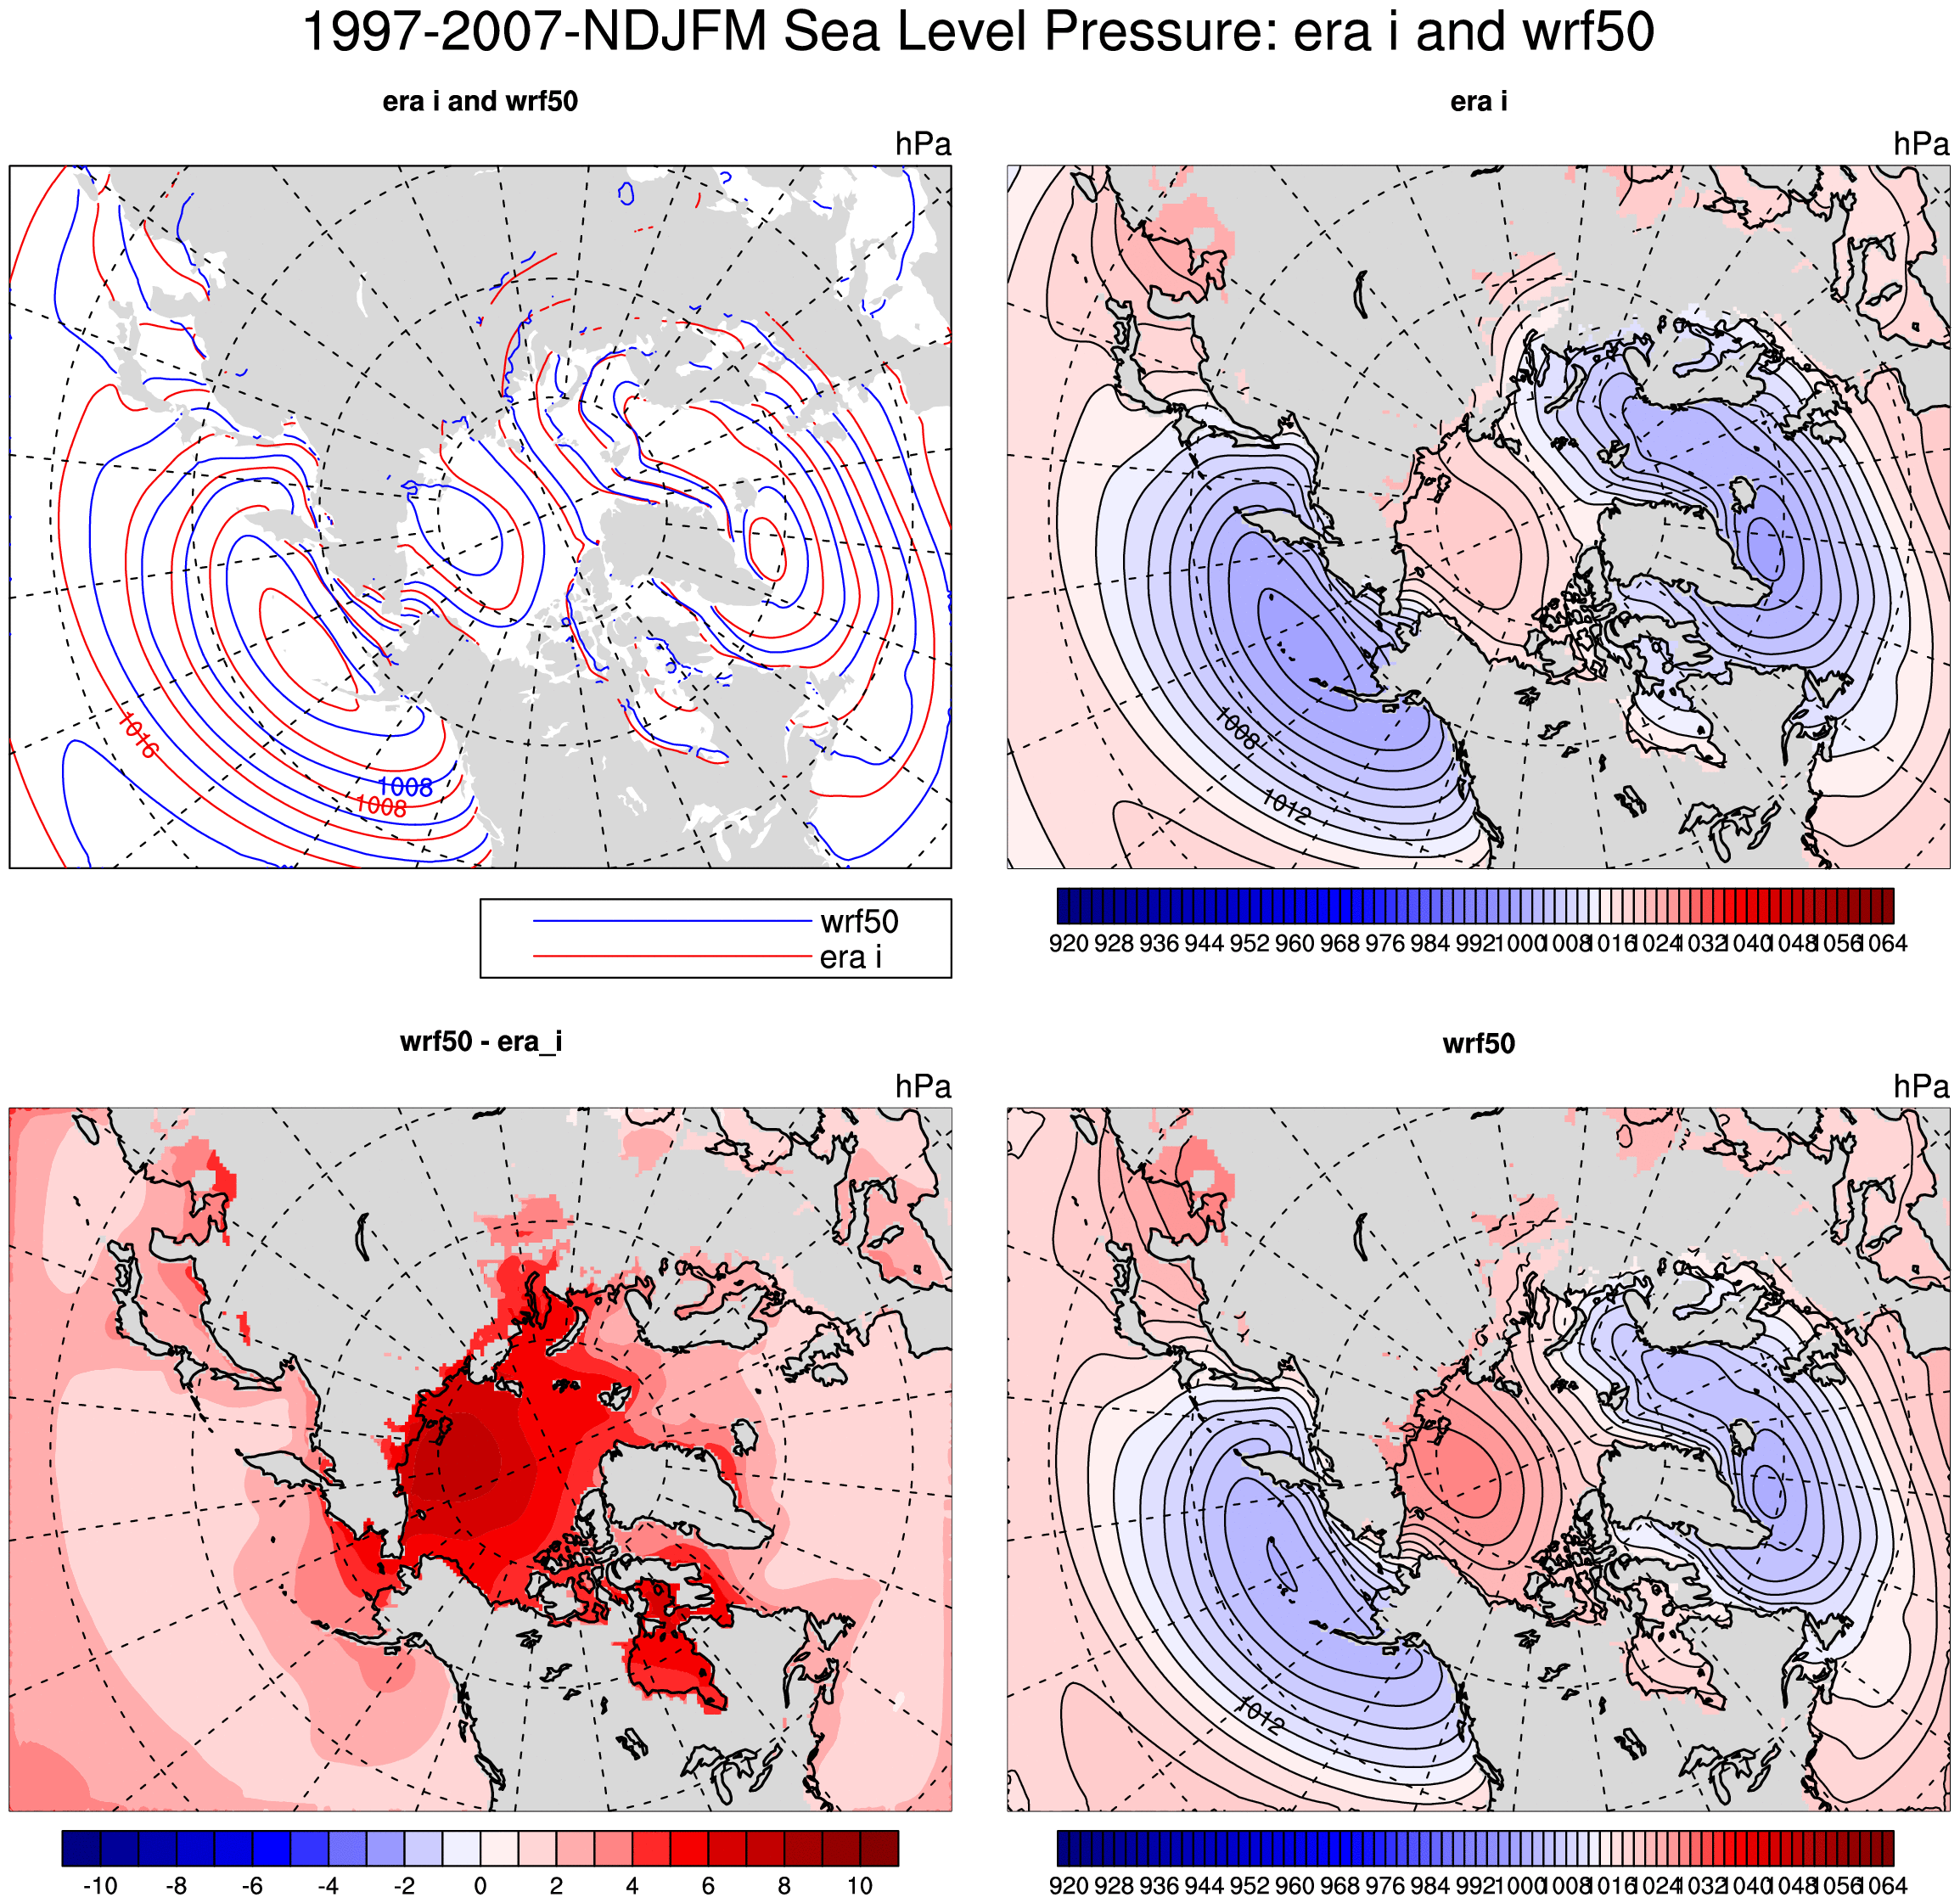 1997-2007-NDJFM Sea Level Pressure: era i and wrf50
era i and wrf50
hPa
1016
1008
1008
wrf50
era i
era i
hPa
1008
1012
920 928 936 944 952 960 968 976 984 992 1000 1008 1016 1024 1032 1040 1048 1056 1064
wrf50 - era_i
hPa
-10 -8 -6 -4 -2 0 2 4 6 8 10
wrf50
hPa
1012
920 928 936 944 952 960 968 976 984 992 1000 1008 1016 1024 1032 1040 1048 1056 1064